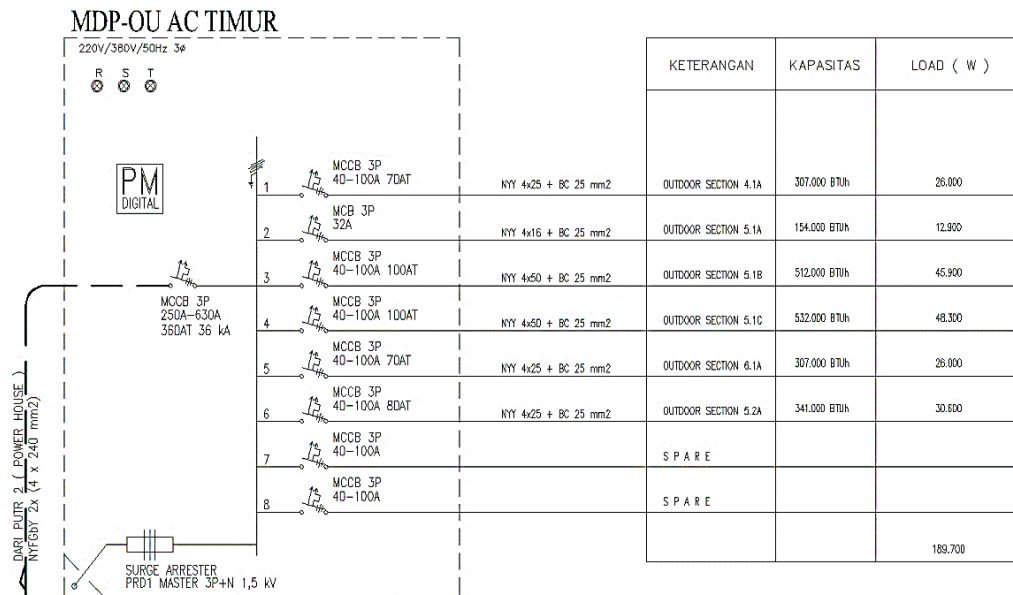 MDP-OU AC TIMUR
220V/380V/50Hz 3ø
R S T
PM
DIGITAL
KETERANGAN KAPASITAS LOAD ( W )
MCCB 3P
40-100A 70AT
1 NYY 4x25 + BC 25 mm2 OUTDOOR SECTION 4.1A 307.000 BTUh 26.000
MCB 3P
32A
2 NYY 4x16 + BC 25 mm2 OUTDOOR SECTION 5.1A 154.000 BTUh 12.900
MCCB 3P
40-100A 100AT
3 NYY 4x50 + BC 25 mm2 OUTDOOR SECTION 5.1B 512.000 BTUh 45.900
MCCB 3P
250A-630A
360AT 36 kA
MCCB 3P
40-100A 100AT
4 NYY 4x50 + BC 25 mm2 OUTDOOR SECTION 5.1C 532.000 BTUh 48.300
MCCB 3P
40-100A 70AT
5 NYY 4x25 + BC 25 mm2 OUTDOOR SECTION 6.1A 307.000 BTUh 26.000
MCCB 3P
40-100A 80AT
6 NYY 4x25 + BC 25 mm2 OUTDOOR SECTION 5.2A 341.000 BTUh 30.600
MCCB 3P
40-100A
7 SPARE
MCCB 3P
40-100A
8 SPARE
189.700
DARI PUTR 2 ( POWER HOUSE )
NYFGbY 2x (4 x 240 mm2)
SURGE ARRESTER
PRD1 MASTER 3P+N 1,5 kV